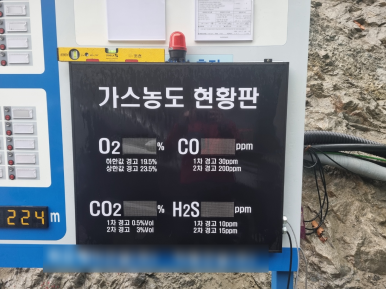 가스농도 현황판
O2 %
하한값 경고 19.5%
상한값 경고 23.5%
CO ppm
1차 경고 30ppm
2차 경고 200ppm
CO2 %
1차 경고 0.5%Vol
2차 경고 3%Vol
H2S ppm
1차 경고 10ppm
2차 경고 15ppm
224 m